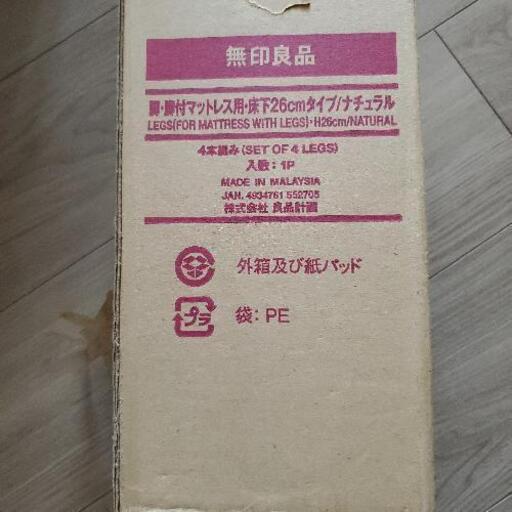 無印良品
脚・脚付マットレス用・床下26cmタイプ/ナチュラル
LEGS(FOR MATTRESS WITH LEGS)・H26cm/NATURAL
4本組み(SET OF 4 LEGS)
入数：1P
MADE IN MALAYSIA
JAN. 4934761 552705
株式会社 良品計画
外箱及び紙パッド
プラ 袋：PE